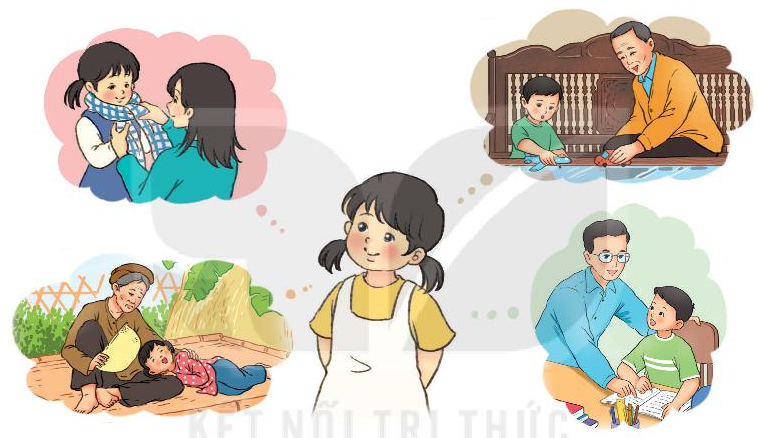 KẾT NỐI TRI THỨC